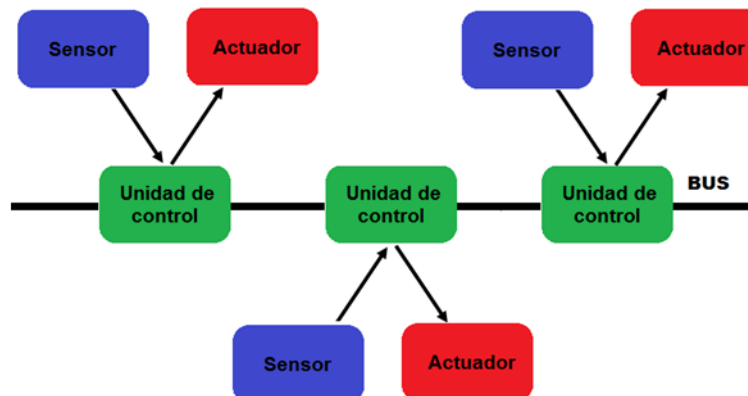 Sensor
Actuador
Sensor
Actuador
Unidad de
control
Unidad de
control
Unidad de
control
BUS
Sensor
Actuador